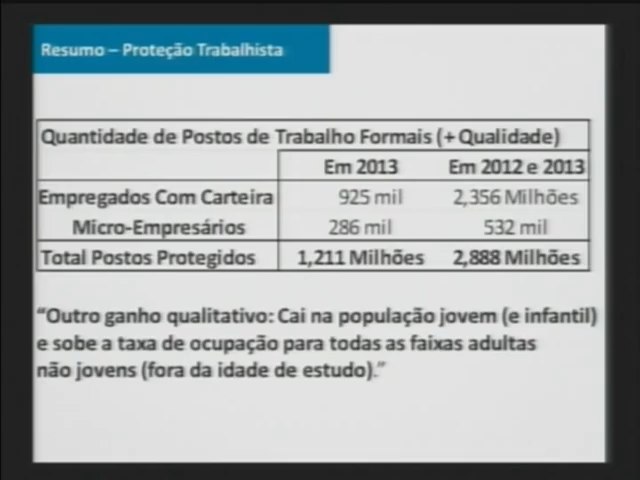 Resumo – Proteção Trabalhista
Quantidade de Postos de Trabalho Formais (+ Qualidade)
Em 2013 Em 2012 e 2013
Empregados Com Carteira 925 mil 2,356 Milhões
Micro-Empresários 286 mil 532 mil
Total Postos Protegidos 1,211 Milhões 2,888 Milhões
“Outro ganho qualitativo: Cai na população jovem (e infantil)
e sobe a taxa de ocupação para todas as faixas adultas
não jovens (fora da idade de estudo).”